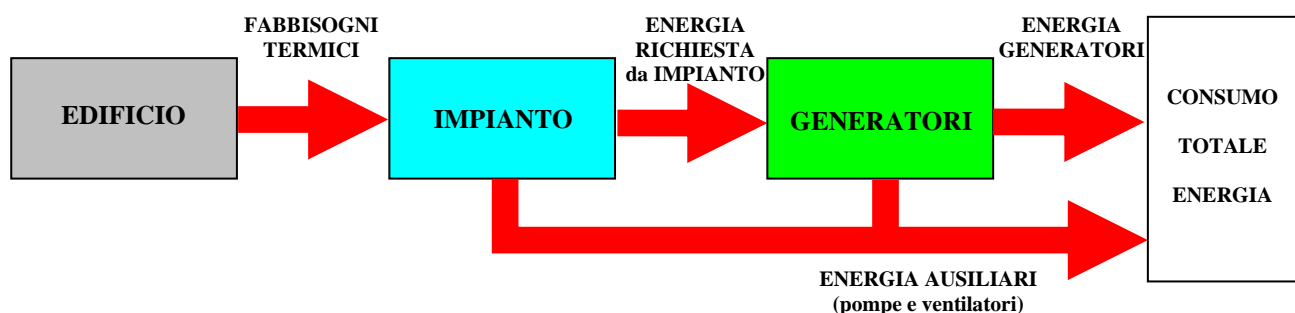 FABBISOGNI
TERMICI
ENERGIA
RICHIESTA
da IMPIANTO
ENERGIA
GENERATORI
EDIFICIO
IMPIANTO
GENERATORI
CONSUMO
TOTALE
ENERGIA
ENERGIA AUSILIARI
(pompe e ventilatori)